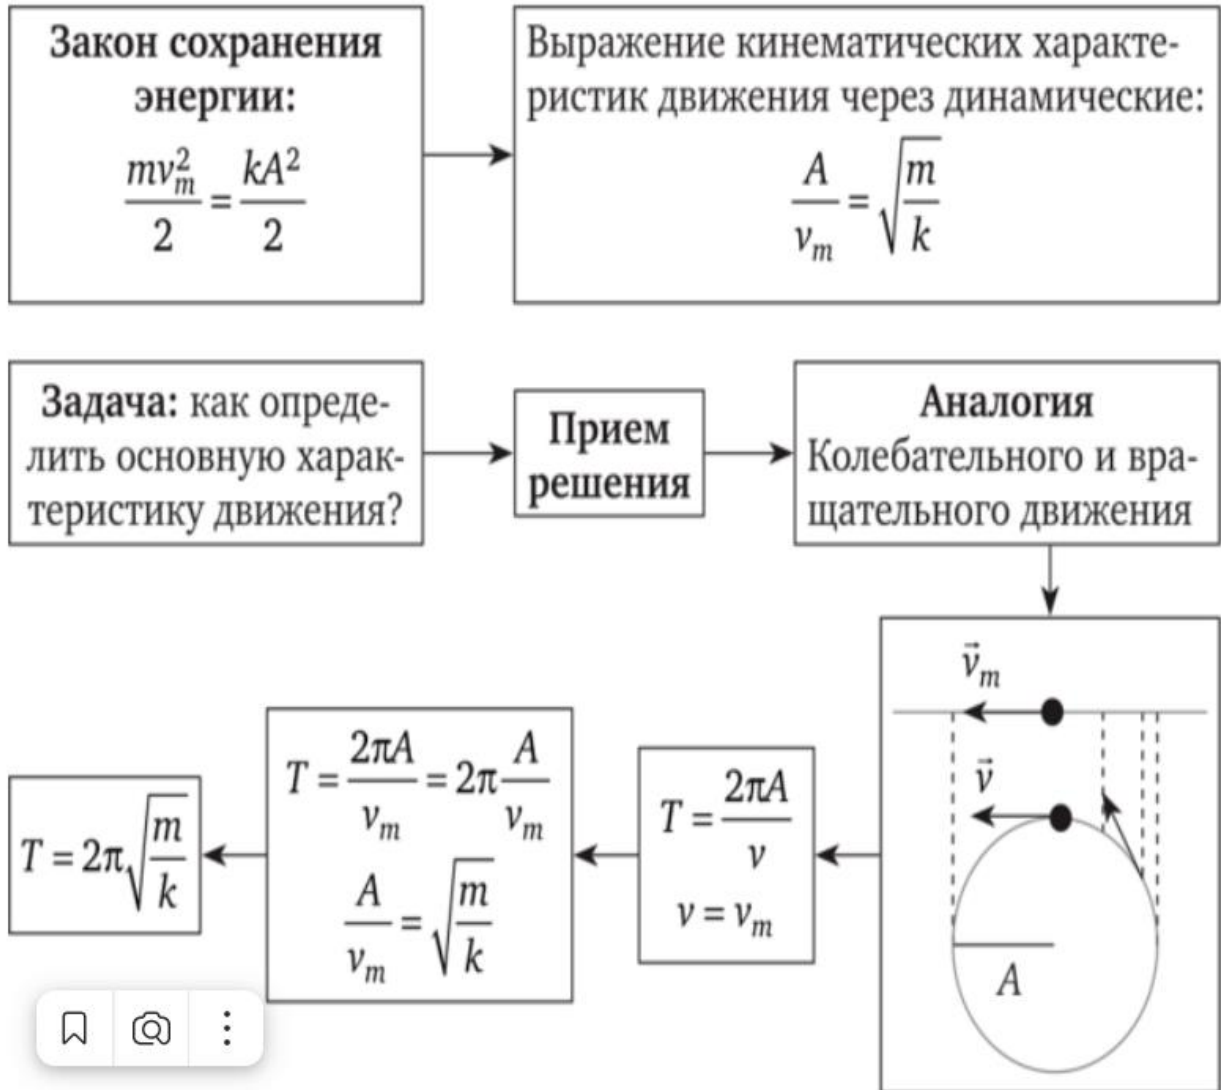 Закон сохранения
энергии:
mv_m^2/2 = kA^2/2
Выражение кинематических характе-
ристик движения через динамические:
A/v_m = √(m/k)
Задача: как опреде-
лить основную харак-
теристику движения?
Прием
решения
Аналогия
Колебательного и вра-
щательного движения
v⃗_m
v⃗
A
T = 2πA/v
v = v_m
T = 2πA/v_m = 2π A/v_m
A/v_m = √(m/k)
T = 2π√(m/k)